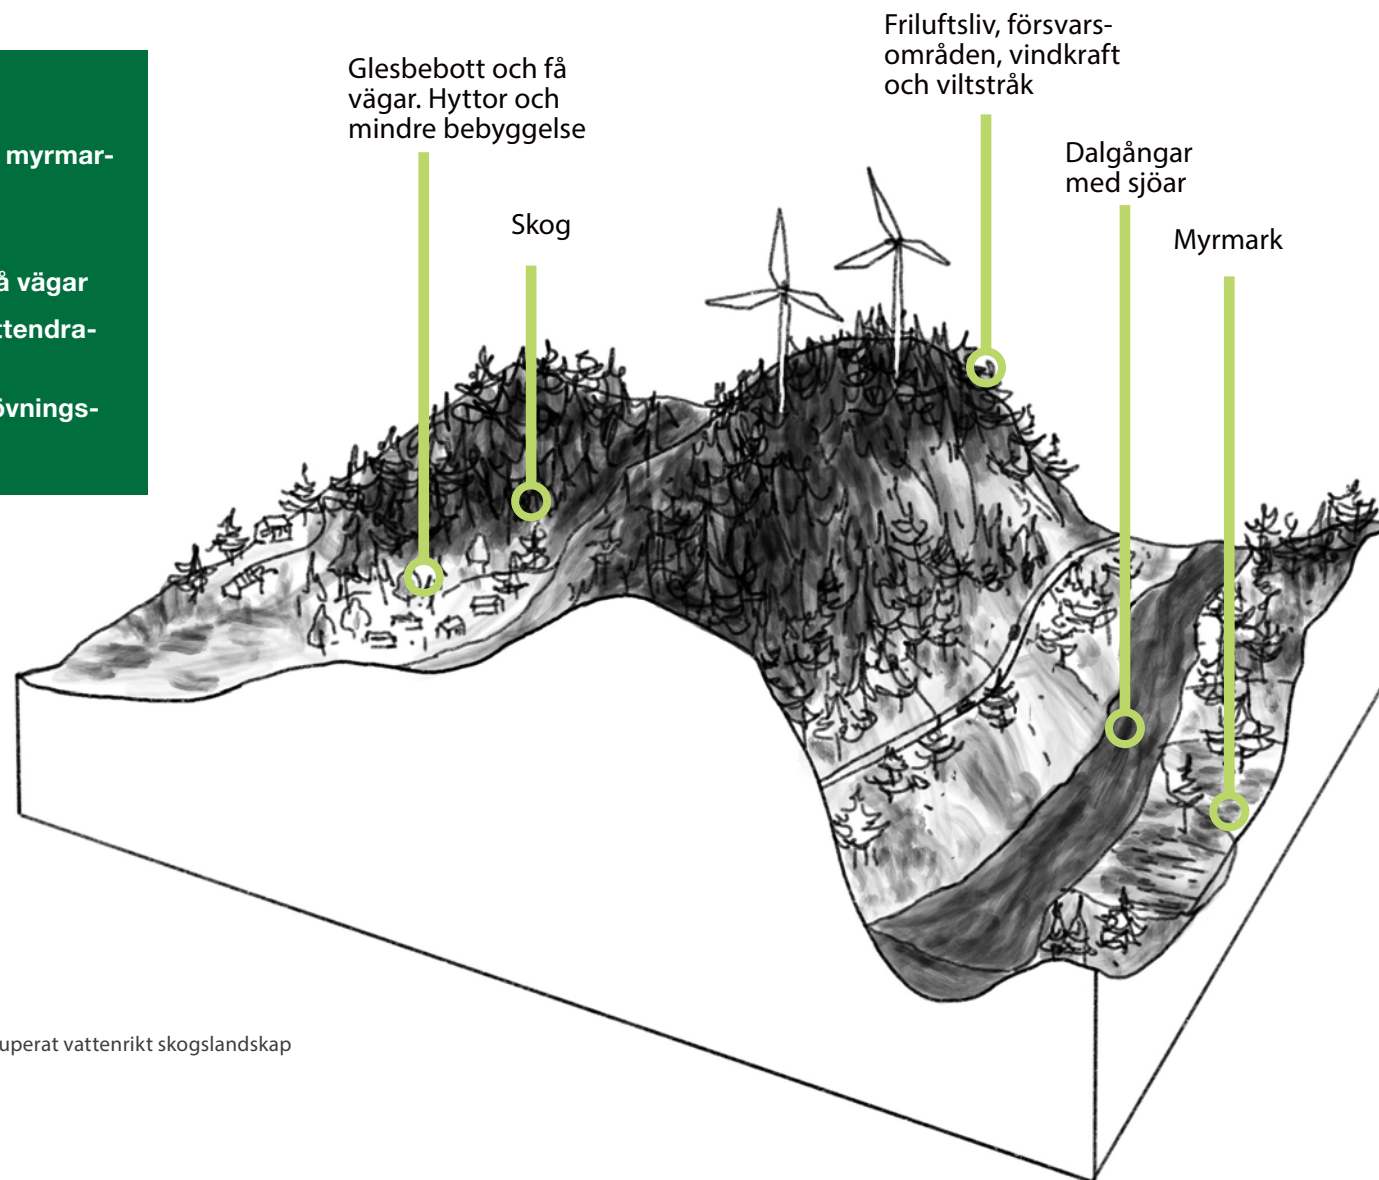 myrmar-
å vägar
ttendra-
övnings-
Glesbebott och få
vägar. Hyttor och
mindre bebyggelse
Skog
Friluftsliv, försvars-
områden, vindkraft
och viltstråk
Dalgångar
med sjöar
Myrmark
uperat vattenrikt skogslandskap